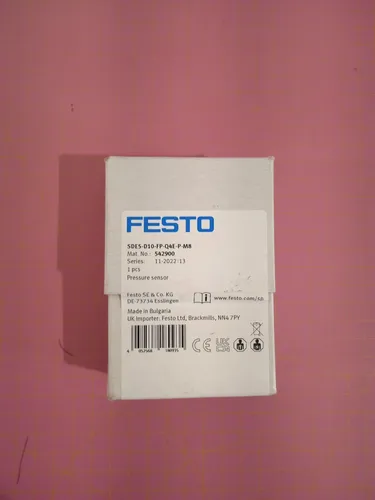 FESTO
SDE5-D10-FP-Q4E-P-M8
Mat. No.: 542900
Series: 11-2022/13
1 pcs
Pressure sensor
Festo SE & Co. KG
DE-73734 Esslingen
www.festo.com/sp
Made in Bulgaria
UK Importer: Festo Ltd, Brackmills, NN4 7PY
CE UKCA